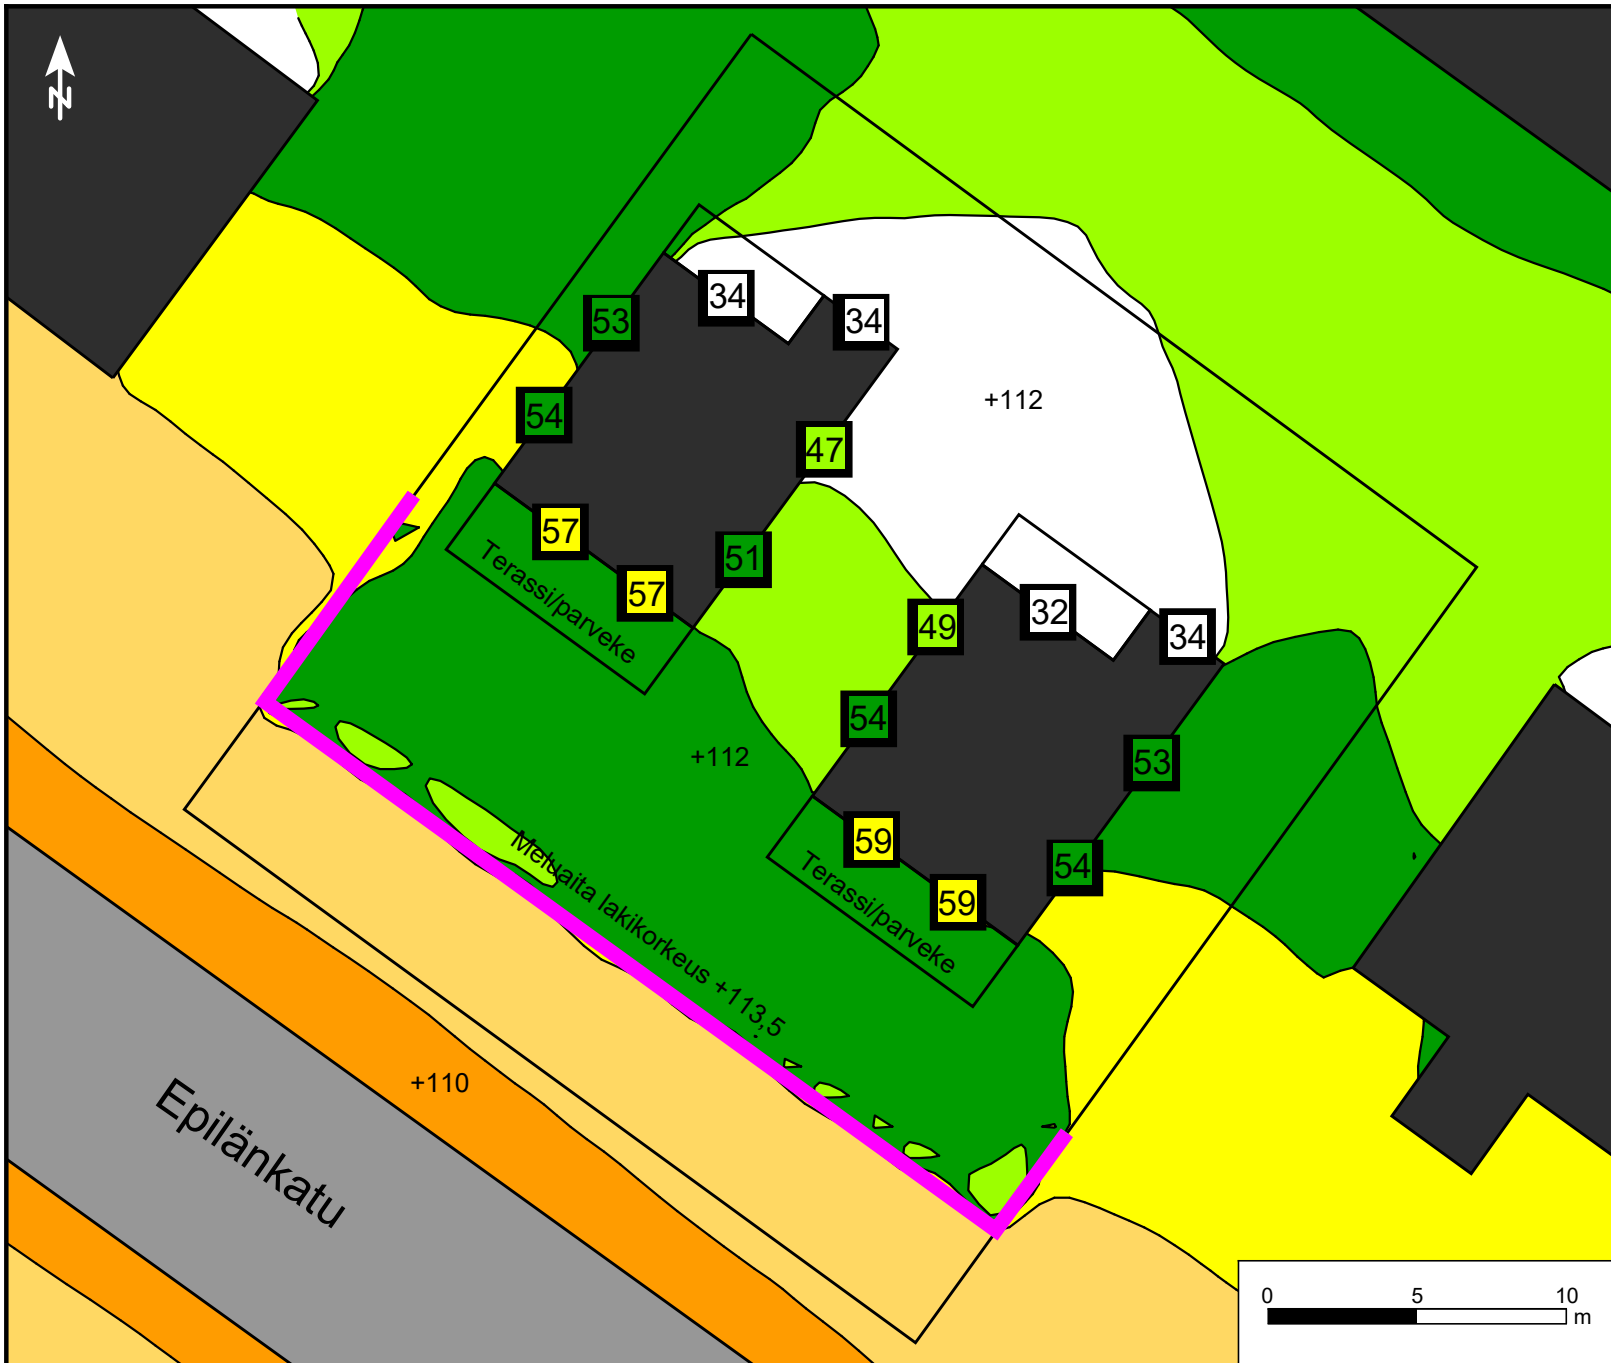 N
34
53
34
+112
54
47
57
51
57
Terassi/parveke
49
32
34
54
+112
53
59
54
59
Terassi/parveke
Meluaita lakikorkeus +113,5
+110
Epilänkatu
0 5 10
m